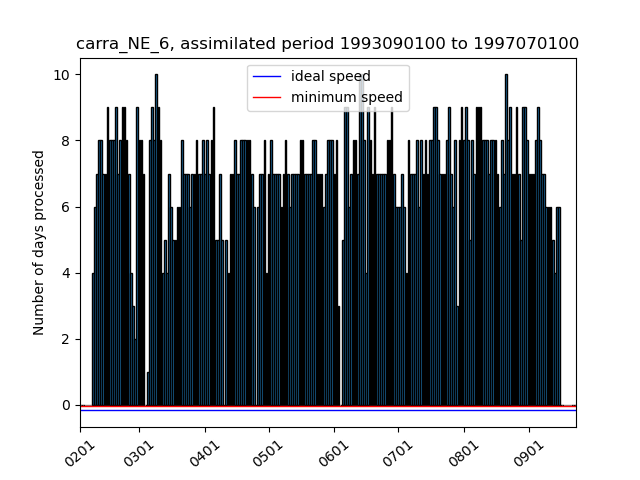 carra_NE_6, assimilated period 1993090100 to 1997070100
ideal speed
minimum speed
Number of days processed
10
8
6
4
2
0
0201 0301 0401 0501 0601 0701 0801 0901